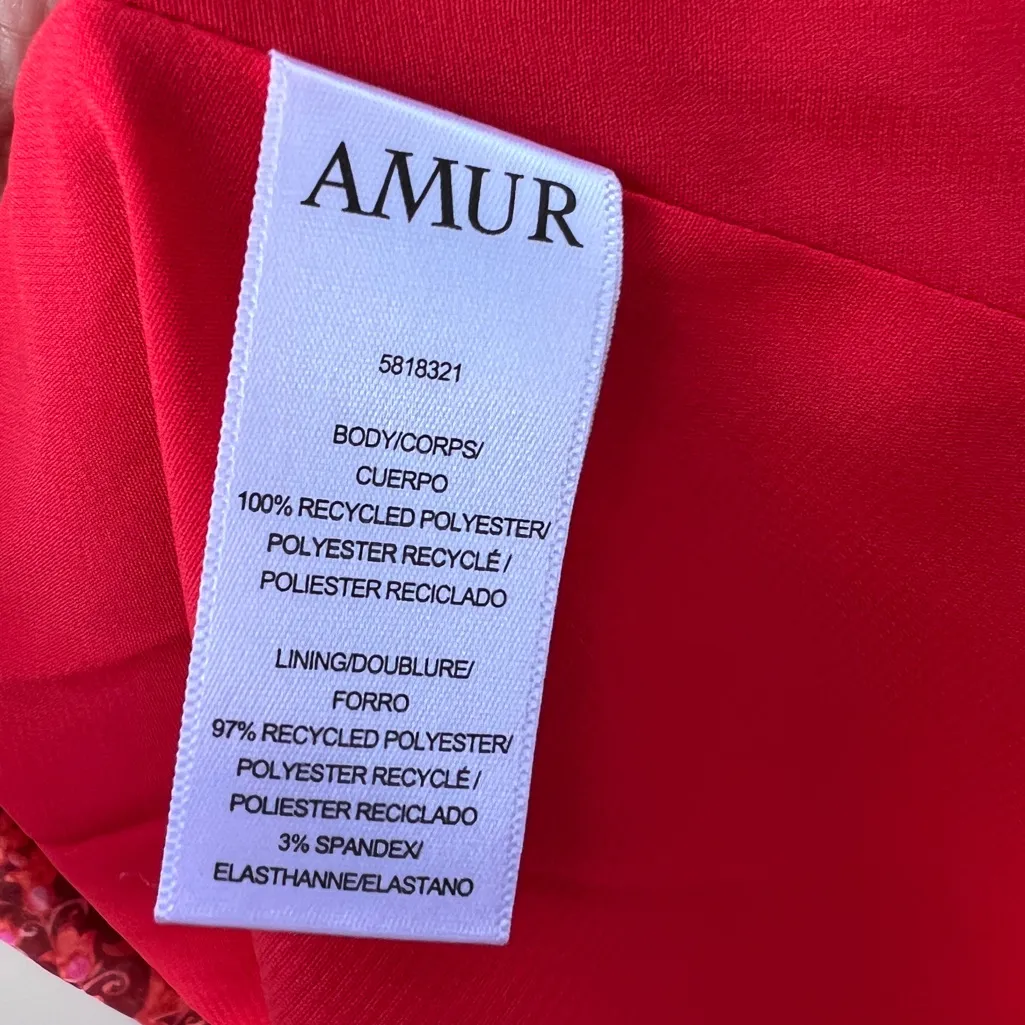 AMUR
5818321
BODY/CORPS/
CUERPO
100% RECYCLED POLYESTER/
POLYESTER RECYCLÉ /
POLIESTER RECICLADO
LINING/DOUBLURE/
FORRO
97% RECYCLED POLYESTER/
POLYESTER RECYCLÉ /
POLIESTER RECICLADO
3% SPANDEX/
ELASTHANNE/ELASTANO